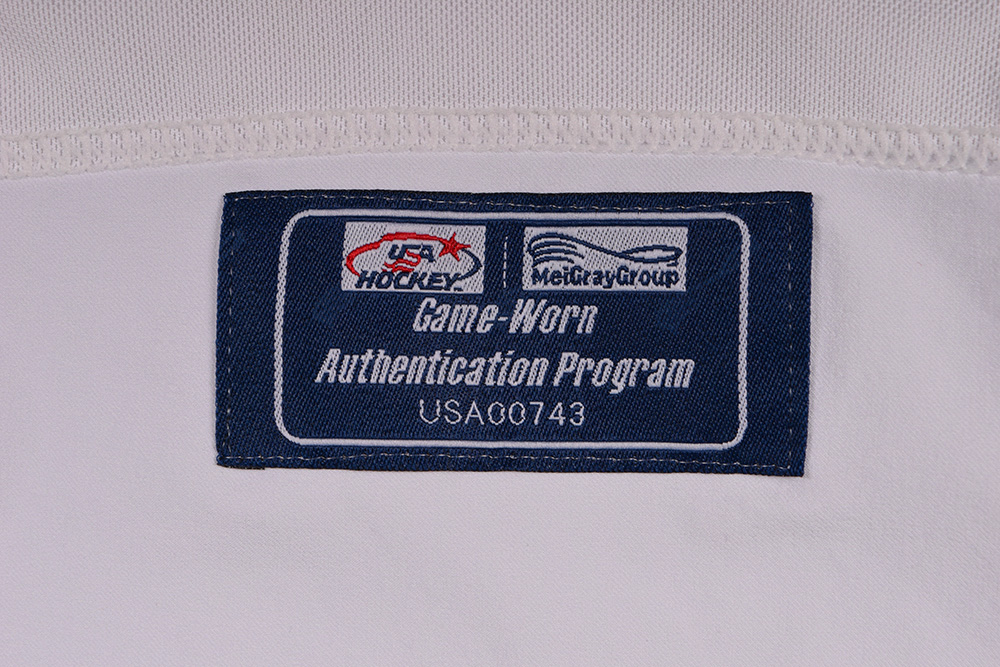 USA
HOCKEY
MeiGrayGroup
Game-Worn
Authentication Program
USA00743